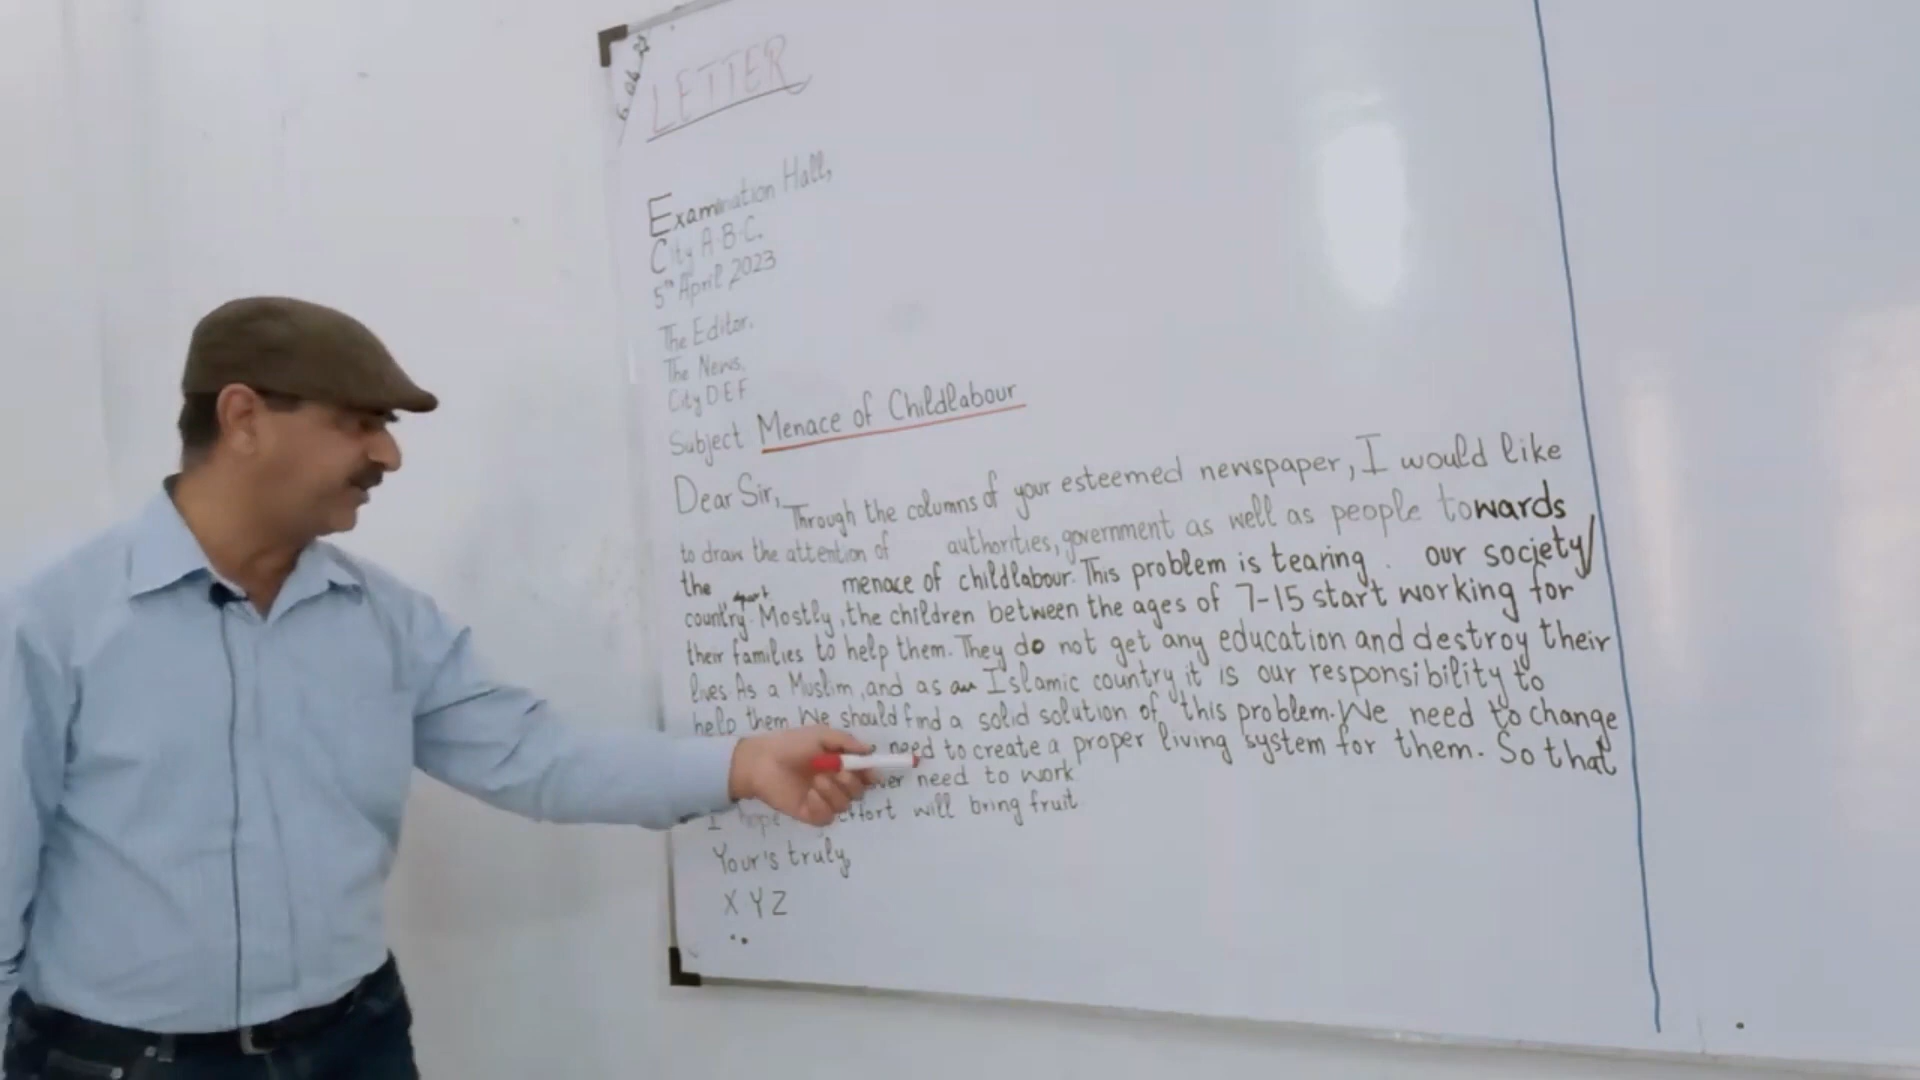 LETTER
Examination Hall,
City A.B.C.
5th April 2023
The Editor,
The News,
City DEF
Subject Menace of Childlabour
Dear Sir,
Through the columns of your esteemed newspaper, I would like
to draw the attention of authorities, government as well as people towards
the menace of childlabour. This problem is tearing . our society/
apart
country. Mostly, the children between the ages of 7-15 start working for
their families to help them. They do not get any education and destroy their
lives As a Muslim, and as an Islamic country it is our responsibility to
help them We should find a solid solution of this problem. We need to change
need to create a proper living system for them. So that
need to work
I hope effort will bring fruit
Your's truly,
X Y Z